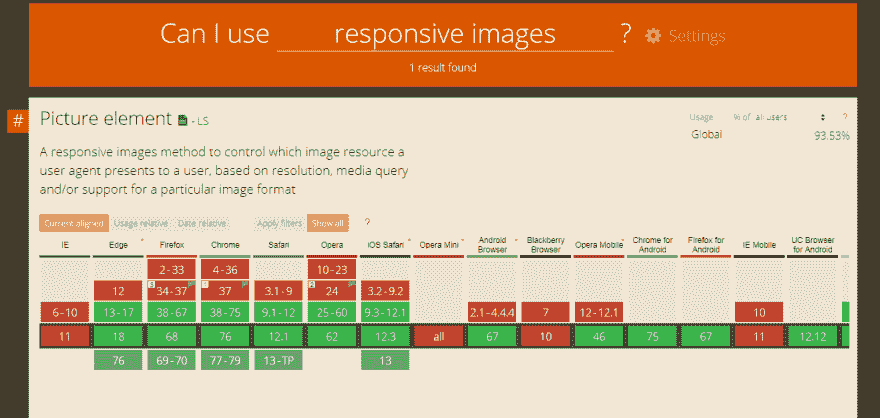 Can I use responsive images ? Settings
1 result found
#
Picture element - LS
Usage % of all users ?
Global 93.53%
A responsive images method to control which image resource a
user agent presents to a user, based on resolution, media query
and/or support for a particular image format
Current aligned Usage relative Date relative Apply filters Show all ?
IE Edge * Firefox Chrome Safari Opera iOS Safari * Opera Mini * Android Browser * Blackberry Browser Opera Mobile * Chrome for Android Firefox for Android IE Mobile UC Browser for Android
2-33 4-36 10-23
12 3 34-37 1 37 3.1-9 2 24 3.2-9.2
6-10 13-17 38-67 38-75 9.1-12 25-60 9.3-12.1 2.1-4.4.4 7 12-12.1 10
11 18 68 76 12.1 62 12.3 all 67 10 46 75 67 11 12.12
76 69-70 77-79 13-TP 13